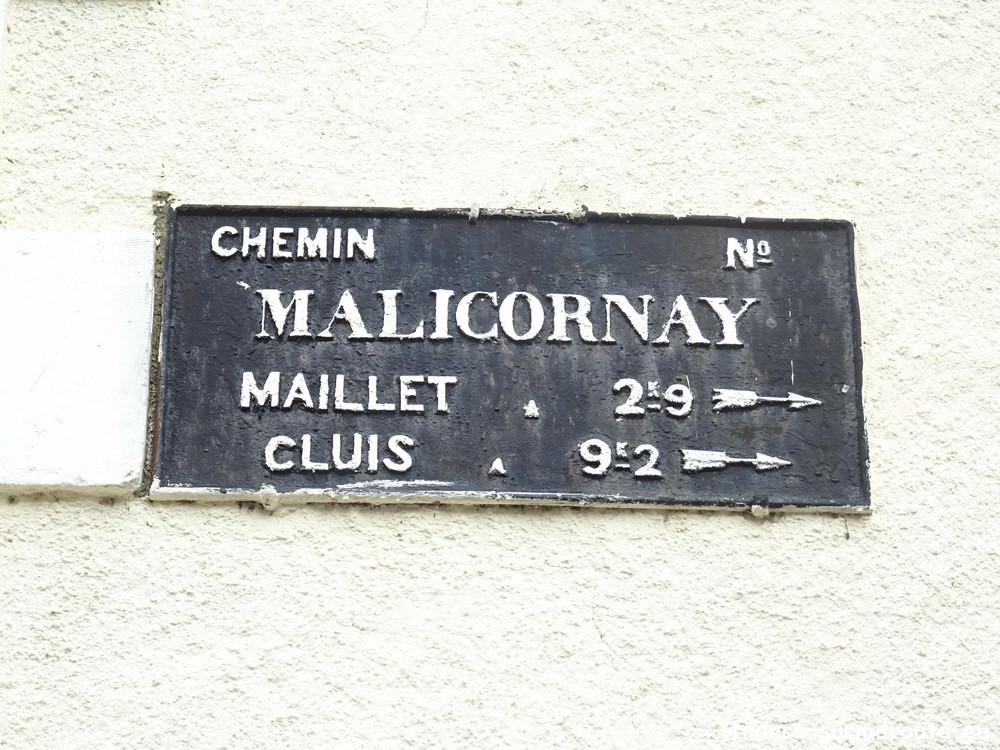 CHEMIN Nº
MALICORNAY
MAILLET A 2K9
CLUIS A 9K2